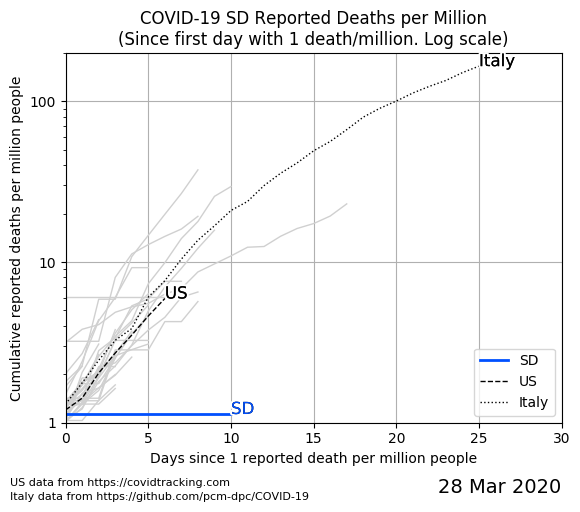 COVID-19 SD Reported Deaths per Million
(Since first day with 1 death/million. Log scale)
Cumulative reported deaths per million people
100
10
1
Italy
US
SD
SD
US
Italy
0
5
10
15
20
25
30
Days since 1 reported death per million people
US data from https://covidtracking.com
Italy data from https://github.com/pcm-dpc/COVID-19
28 Mar 2020